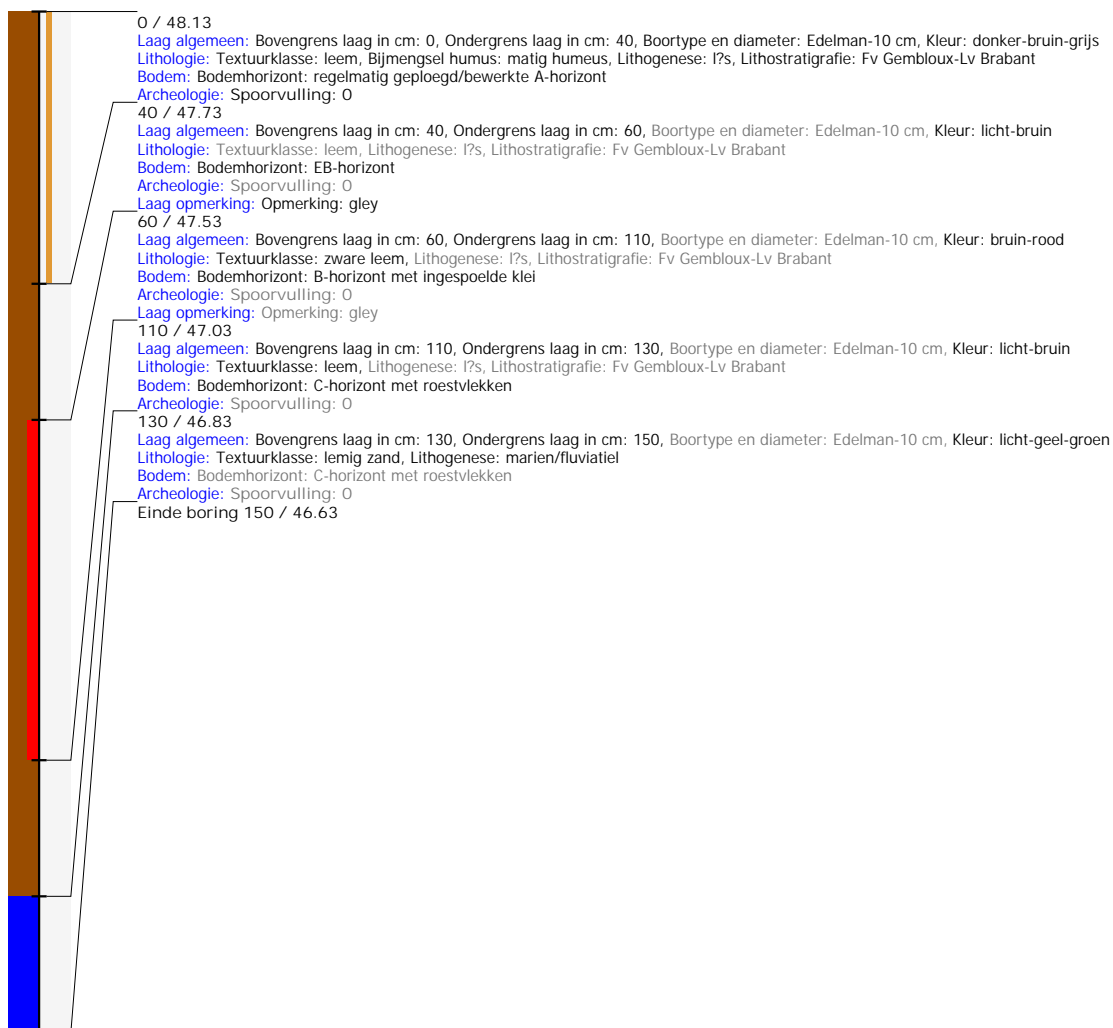 0 / 48.13
Laag algemeen: Bovengrens laag in cm: 0, Ondergrens laag in cm: 40, Boortype en diameter: Edelman-10 cm, Kleur: donker-bruin-grijs
Lithologie: Textuurklasse: leem, Bijmengsel humus: matig humeus, Lithogenese: l?s, Lithostratigrafie: Fv Gembloux-Lv Brabant
Bodem: Bodemhorizont: regelmatig geploegd/bewerkte A-horizont
Archeologie: Spoorvulling: 0
40 / 47.73
Laag algemeen: Bovengrens laag in cm: 40, Ondergrens laag in cm: 60, Boortype en diameter: Edelman-10 cm, Kleur: licht-bruin
Lithologie: Textuurklasse: leem, Lithogenese: l?s, Lithostratigrafie: Fv Gembloux-Lv Brabant
Bodem: Bodemhorizont: EB-horizont
Archeologie: Spoorvulling: 0
Laag opmerking: Opmerking: gley
60 / 47.53
Laag algemeen: Bovengrens laag in cm: 60, Ondergrens laag in cm: 110, Boortype en diameter: Edelman-10 cm, Kleur: bruin-rood
Lithologie: Textuurklasse: zware leem, Lithogenese: l?s, Lithostratigrafie: Fv Gembloux-Lv Brabant
Bodem: Bodemhorizont: B-horizont met ingespoelde klei
Archeologie: Spoorvulling: 0
Laag opmerking: Opmerking: gley
110 / 47.03
Laag algemeen: Bovengrens laag in cm: 110, Ondergrens laag in cm: 130, Boortype en diameter: Edelman-10 cm, Kleur: licht-bruin
Lithologie: Textuurklasse: leem, Lithogenese: l?s, Lithostratigrafie: Fv Gembloux-Lv Brabant
Bodem: Bodemhorizont: C-horizont met roestvlekken
Archeologie: Spoorvulling: 0
130 / 46.83
Laag algemeen: Bovengrens laag in cm: 130, Ondergrens laag in cm: 150, Boortype en diameter: Edelman-10 cm, Kleur: licht-geel-groen
Lithologie: Textuurklasse: lemig zand, Lithogenese: marien/fluviatiel
Bodem: Bodemhorizont: C-horizont met roestvlekken
Archeologie: Spoorvulling: 0
Einde boring 150 / 46.63